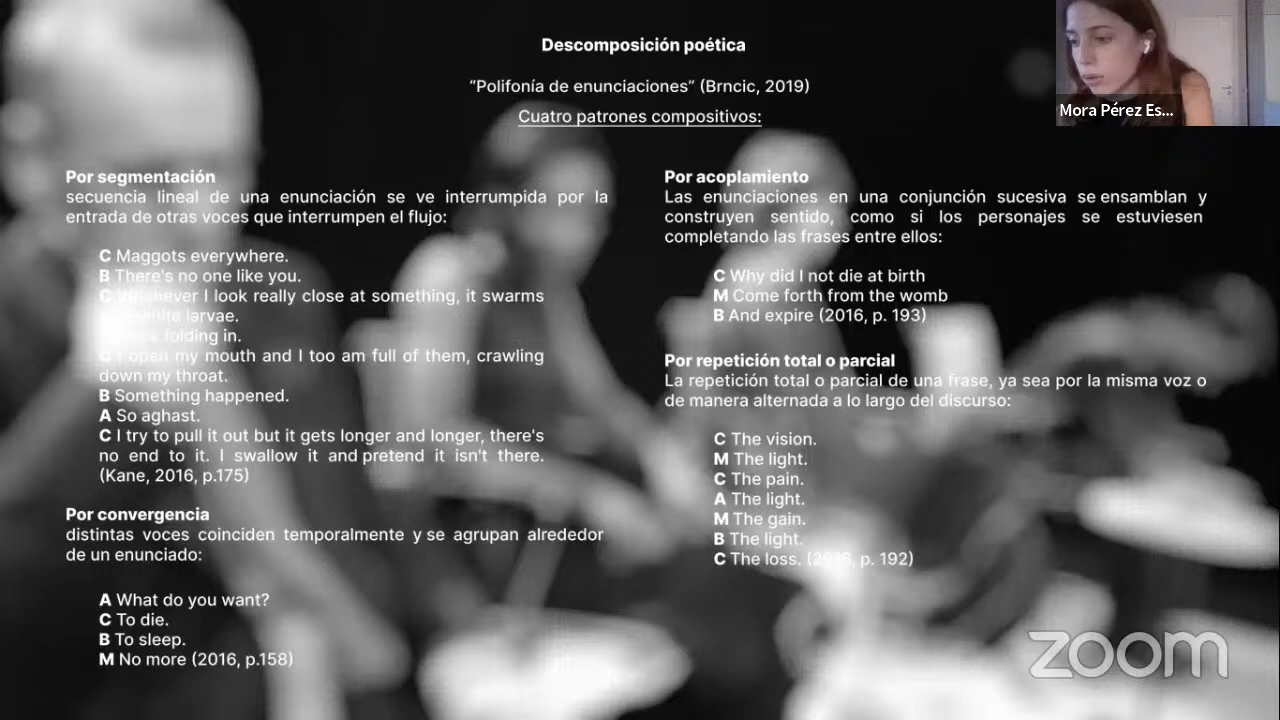 Descomposición poética
“Polifonía de enunciaciones” (Brncic, 2019)
Cuatro patrones compositivos:
Por segmentación
secuencia lineal de una enunciación se ve interrumpida por la
entrada de otras voces que interrumpen el flujo:
C Maggots everywhere.
B There's no one like you.
C Whenever I look really close at something, it swarms
white larvae.
folding in.
C I open my mouth and I too am full of them, crawling
down my throat.
B Something happened.
A So aghast.
C I try to pull it out but it gets longer and longer, there's
no end to it. I swallow it and pretend it isn't there.
(Kane, 2016, p.175)
Por convergencia
distintas voces coinciden temporalmente y se agrupan alrededor
de un enunciado:
A What do you want?
C To die.
B To sleep.
M No more (2016, p.158)
Por acoplamiento
Las enunciaciones en una conjunción sucesiva se ensamblan y
construyen sentido, como si los personajes se estuviesen
completando las frases entre ellos:
C Why did I not die at birth
M Come forth from the womb
B And expire (2016, p. 193)
Por repetición total o parcial
La repetición total o parcial de una frase, ya sea por la misma voz o
de manera alternada a lo largo del discurso:
C The vision.
M The light.
C The pain.
A The light.
M The gain.
B The light.
C The loss. (2016, p. 192)
Mora Pérez Es...
zoom